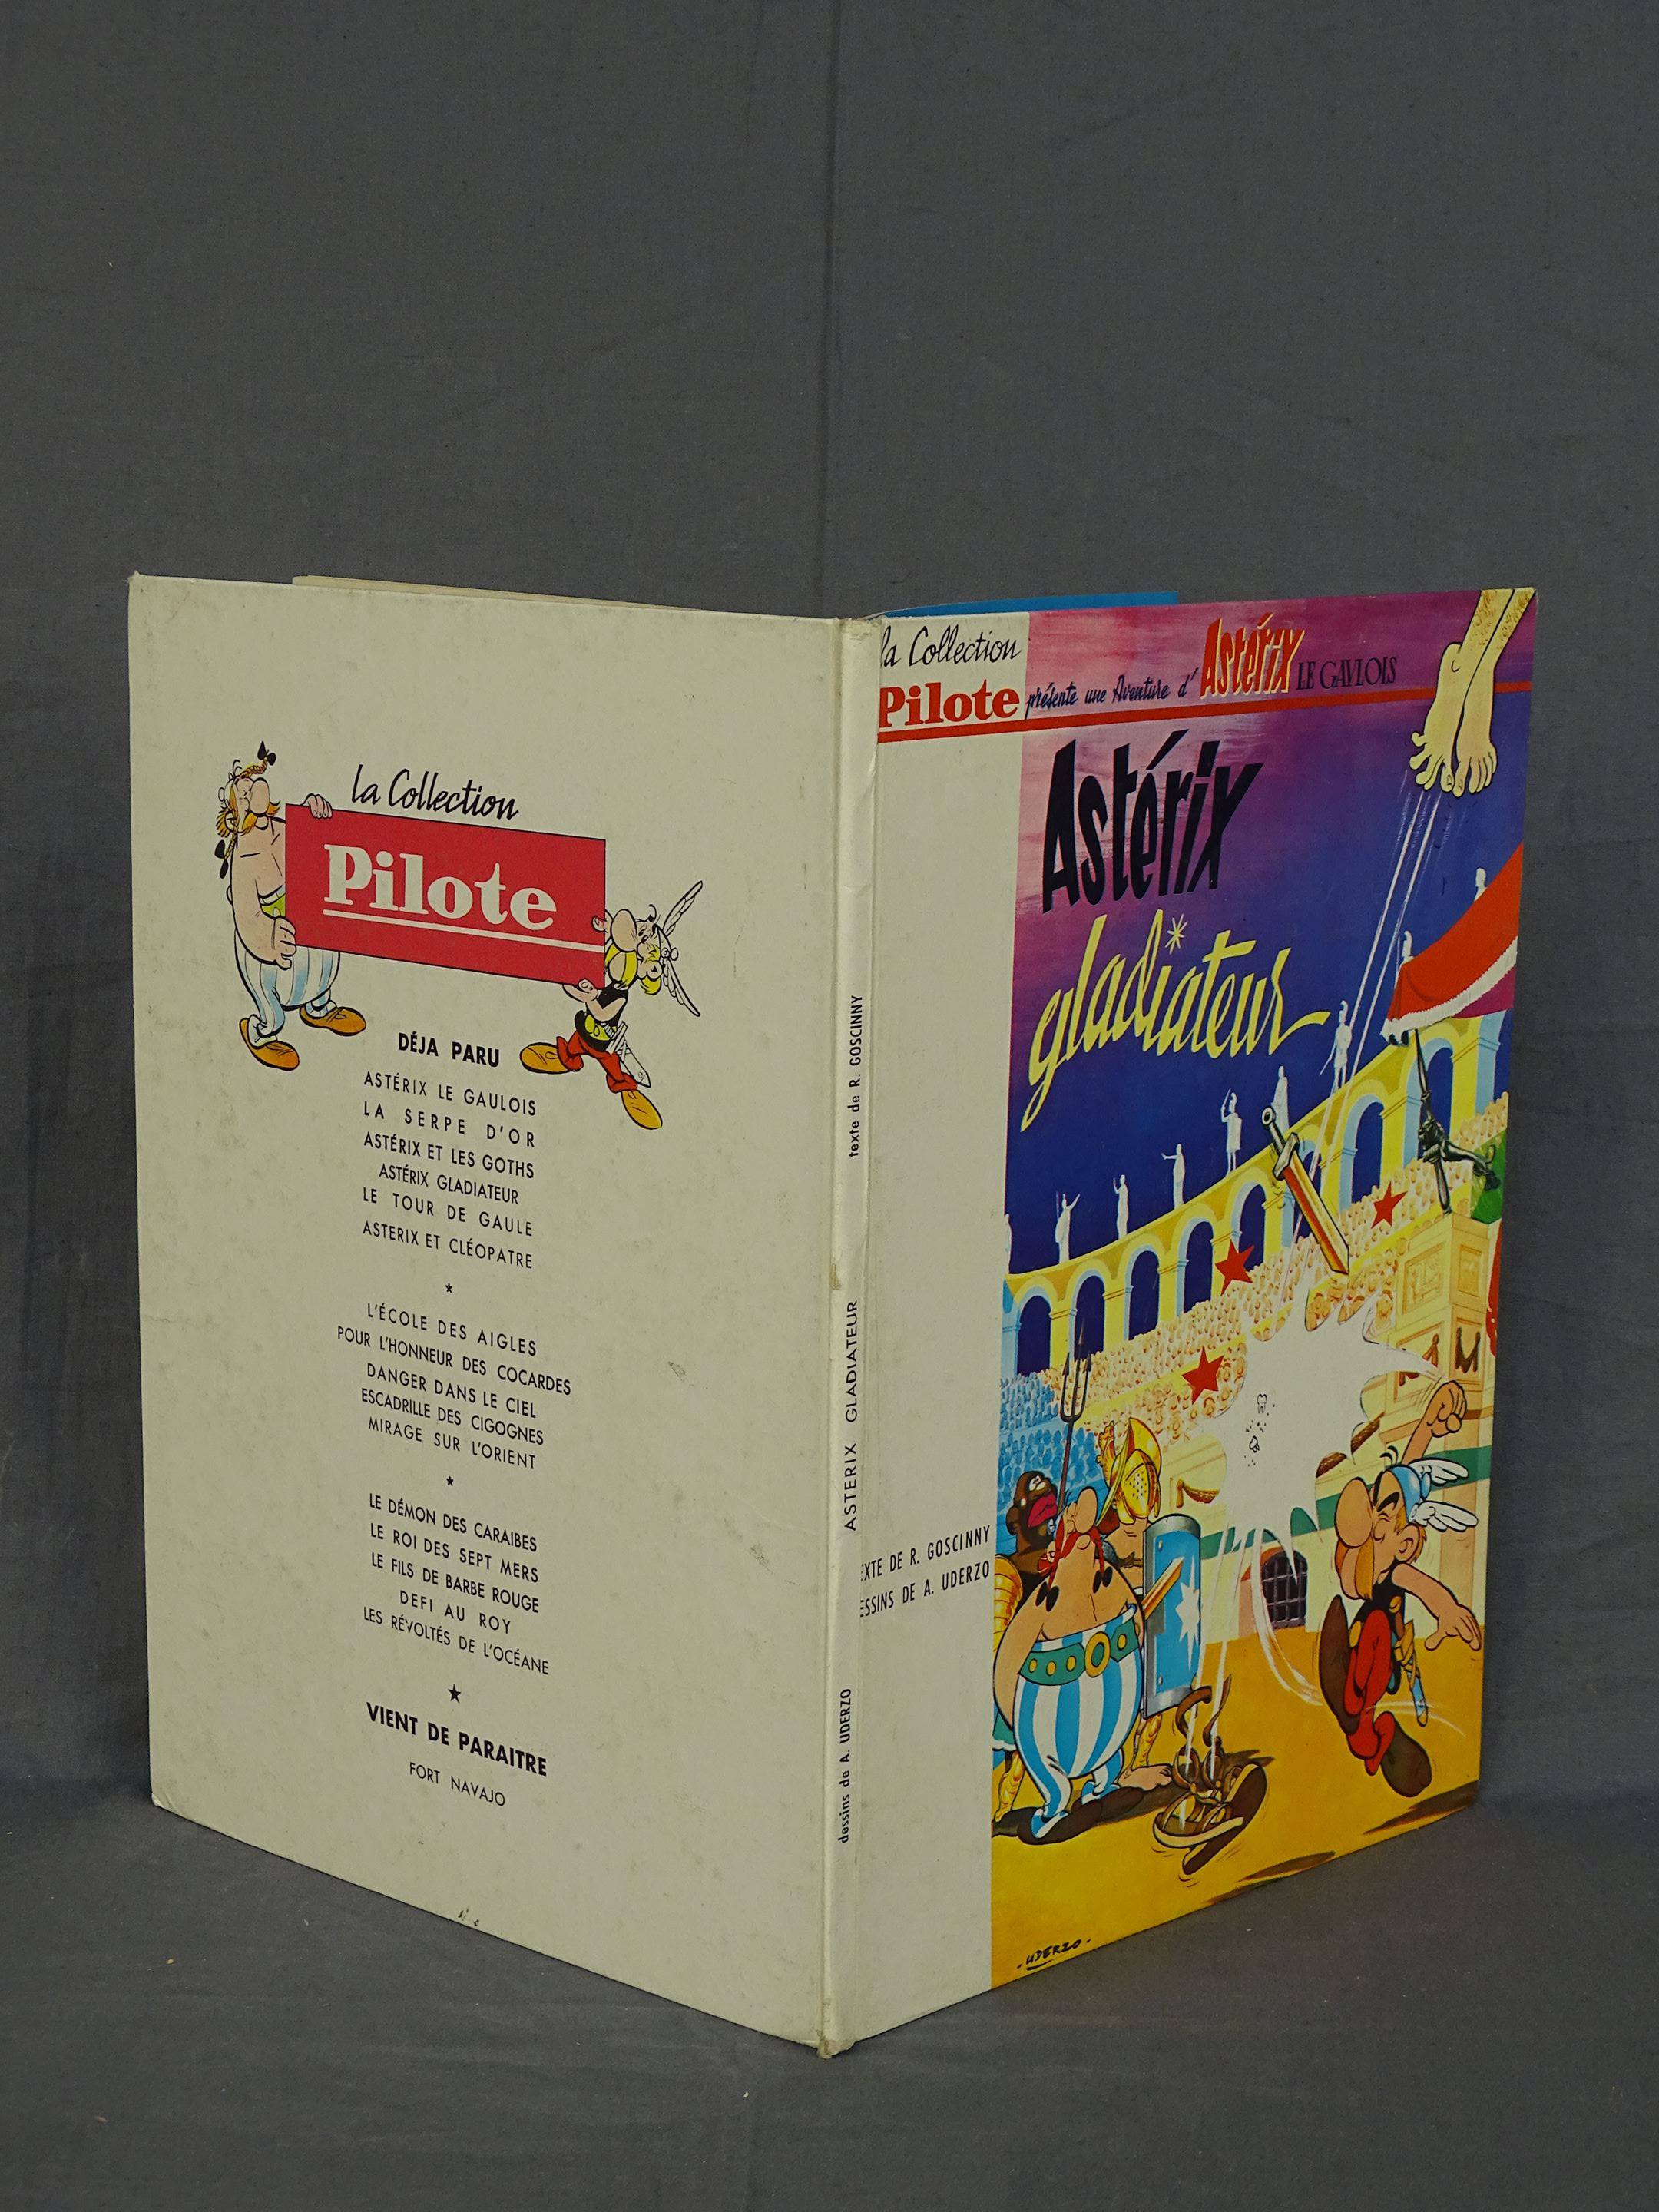 la Collection
Pilote
DÉJA PARU
ASTÉRIX LE GAULOIS
LA SERPE D'OR
ASTÉRIX ET LES GOTHS
ASTÉRIX GLADIATEUR
LE TOUR DE GAULE
ASTERIX ET CLÉOPATRE
*
L'ÉCOLE DES AIGLES
POUR L'HONNEUR DES COCARDES
DANGER DANS LE CIEL
ESCADRILLE DES CIGOGNES
MIRAGE SUR L'ORIENT
*
LE DÉMON DES CARAIBES
LE ROI DES SEPT MERS
LE FILS DE BARBE ROUGE
DEFI AU ROY
LES RÉVOLTÉS DE L'OCÉANE
★
VIENT DE PARAITRE
FORT NAVAJO
dessins de A. UDERZO ASTERIX GLADIATEUR texte de R. GOSCINNY
la Collection
Pilote présente une Aventure d'Astérix LE GAVLOIS
Astérix
gladiateur
EXTE DE R. GOSCINNY
ESSINS DE A. UDERZO
-UDERZO-